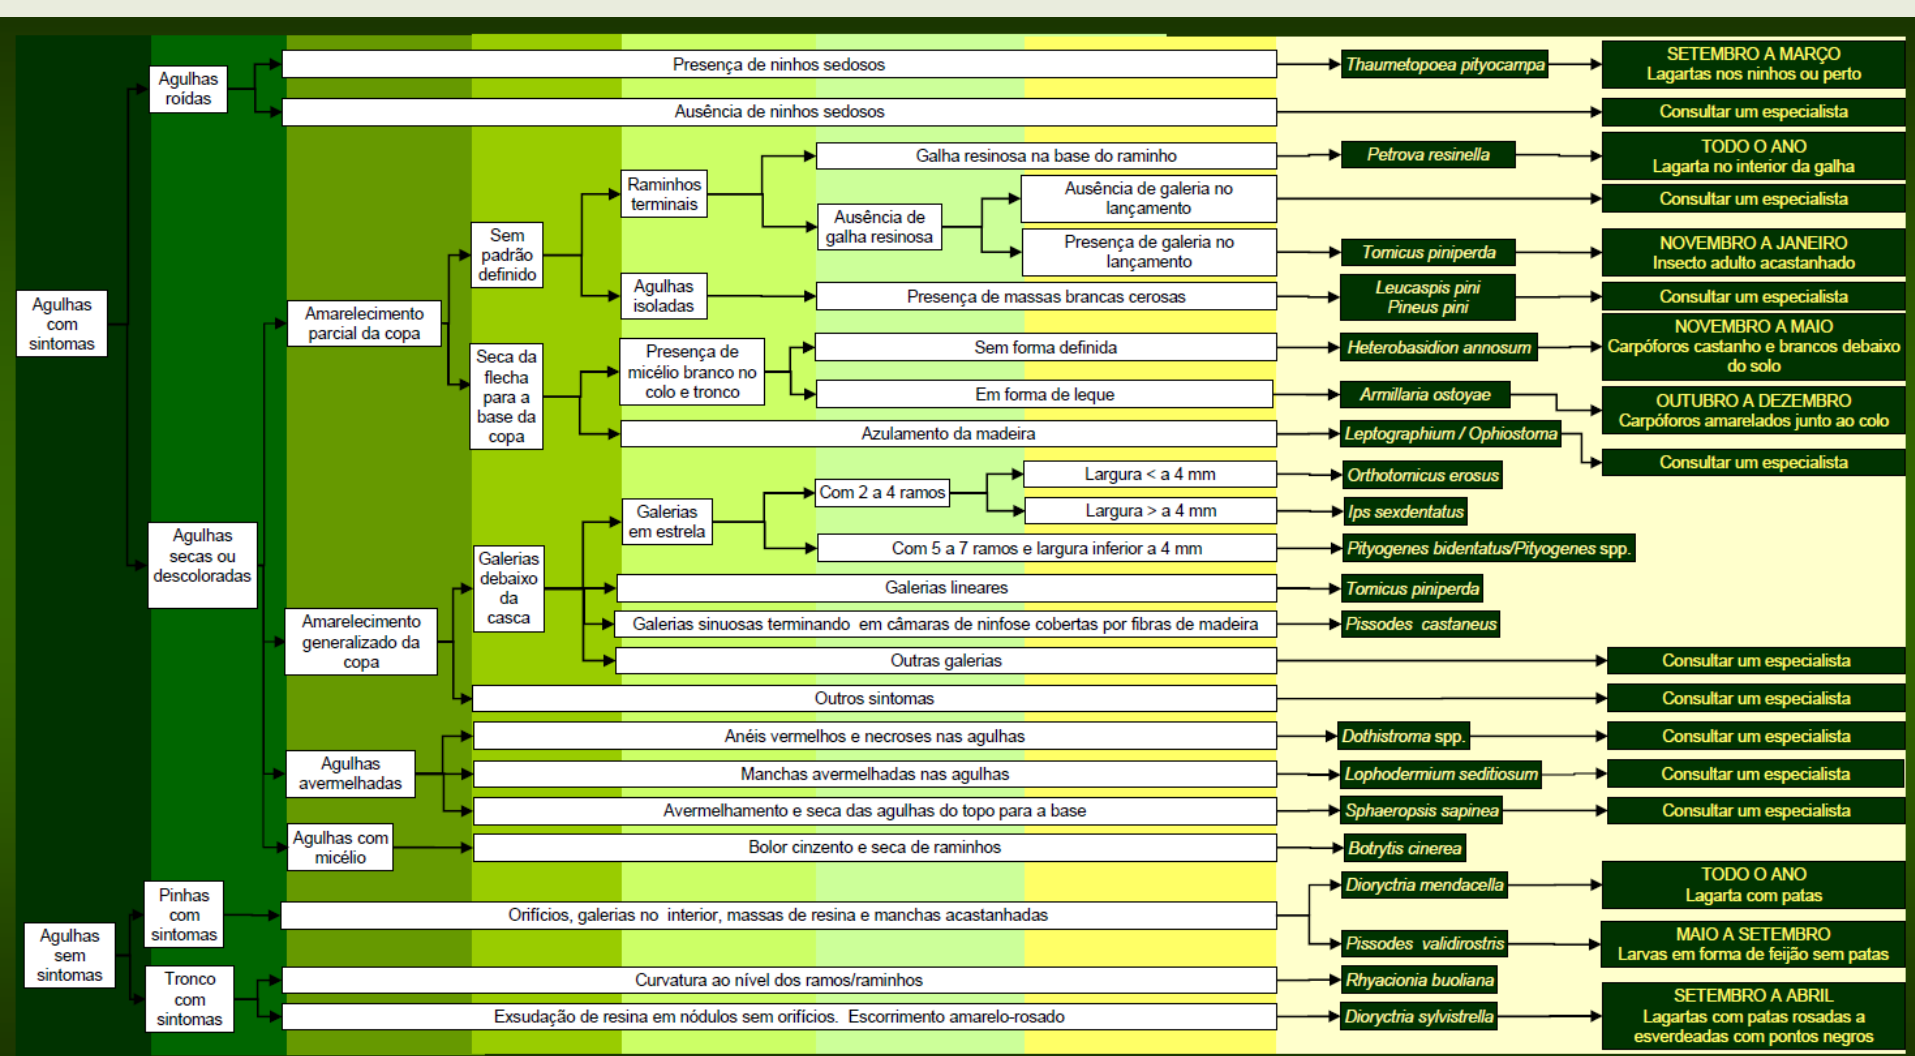 Agulhas
com
sintomas
Agulhas
roídas
Presença de ninhos sedosos
Thaumetopoea pityocampa
SETEMBRO A MARÇO
Lagartas nos ninhos ou perto
Ausência de ninhos sedosos
Consultar um especialista
Agulhas
secas ou
descoloradas
Amarelecimento
parcial da copa
Sem
padrão
definido
Raminhos
terminais
Galha resinosa na base do raminho
Petrova resinella
TODO O ANO
Lagarta no interior da galha
Ausência de
galha resinosa
Ausência de galeria no
lançamento
Consultar um especialista
Presença de galeria no
lançamento
Tomicus piniperda
NOVEMBRO A JANEIRO
Insecto adulto acastanhado
Agulhas
isoladas
Presença de massas brancas cerosas
Leucaspis pini
Pineus pini
Consultar um especialista
Seca da
flecha
para a
base da
copa
Presença de
micélio branco no
colo e tronco
Sem forma definida
Heterobasidion annosum
NOVEMBRO A MAIO
Carpóforos castanho e brancos debaixo
do solo
Em forma de leque
Armillaria ostoyae
OUTUBRO A DEZEMBRO
Carpóforos amarelados junto ao colo
Azulamento da madeira
Leptographium / Ophiostoma
Consultar um especialista
Amarelecimento
generalizado da
copa
Galerias
debaixo
da
casca
Galerias
em estrela
Com 2 a 4 ramos
Largura < a 4 mm
Orthotomicus erosus
Largura > a 4 mm
Ips sexdentatus
Com 5 a 7 ramos e largura inferior a 4 mm
Pityogenes bidentatus/Pityogenes spp.
Galerias lineares
Tomicus piniperda
Galerias sinuosas terminando em câmaras de ninfose cobertas por fibras de madeira
Pissodes castaneus
Outras galerias
Consultar um especialista
Outros sintomas
Consultar um especialista
Agulhas
avermelhadas
Anéis vermelhos e necroses nas agulhas
Dothistroma spp.
Consultar um especialista
Manchas avermelhadas nas agulhas
Lophodermium seditiosum
Consultar um especialista
Avermelhamento e seca das agulhas do topo para a base
Sphaeropsis sapinea
Consultar um especialista
Agulhas com
micélio
Bolor cinzento e seca de raminhos
Botrytis cinerea
Agulhas
sem
sintomas
Pinhas
com
sintomas
Orifícios, galerias no interior, massas de resina e manchas acastanhadas
Dioryctria mendacella
TODO O ANO
Lagarta com patas
Pissodes validirostris
MAIO A SETEMBRO
Larvas em forma de feijão sem patas
Tronco
com
sintomas
Curvatura ao nível dos ramos/raminhos
Rhyacionia buoliana
Exsudação de resina em nódulos sem orifícios. Escorrimento amarelo-rosado
Dioryctria sylvistrella
SETEMBRO A ABRIL
Lagartas com patas rosadas a
esverdeadas com pontos negros